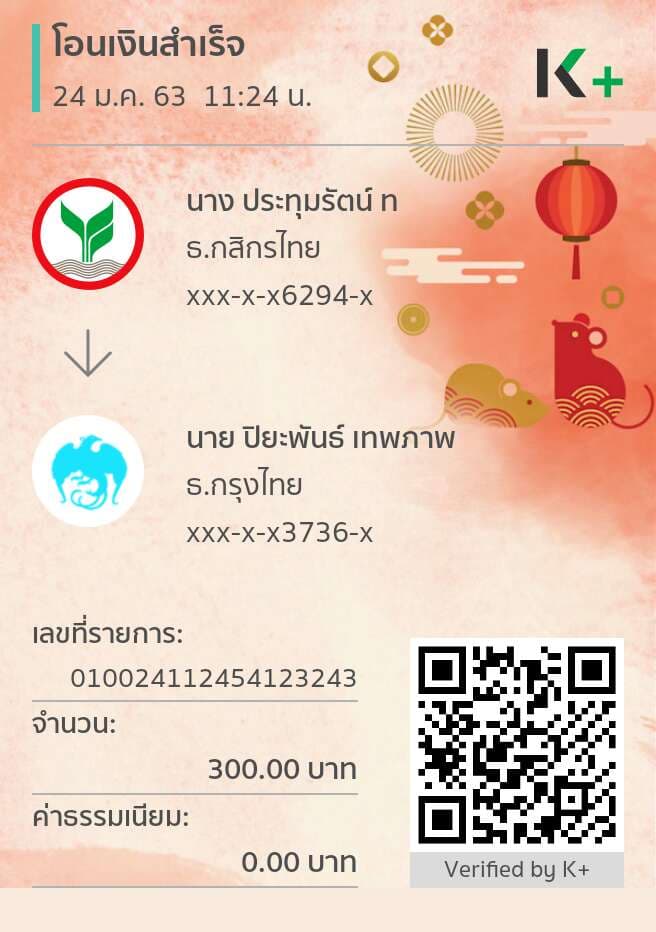 โอนเงินสำเร็จ
24 ม.ค. 63 11:24 น.
K+
นาง ประทุมรัตน์ ท
ธ.กสิกรไทย
xxx-x-x6294-x
นาย ปิยะพันธ์ เทพภาพ
ธ.กรุงไทย
xxx-x-x3736-x
เลขที่รายการ:
010024112454123243
จำนวน:
300.00 บาท
ค่าธรรมเนียม:
0.00 บาท
Verified by K+